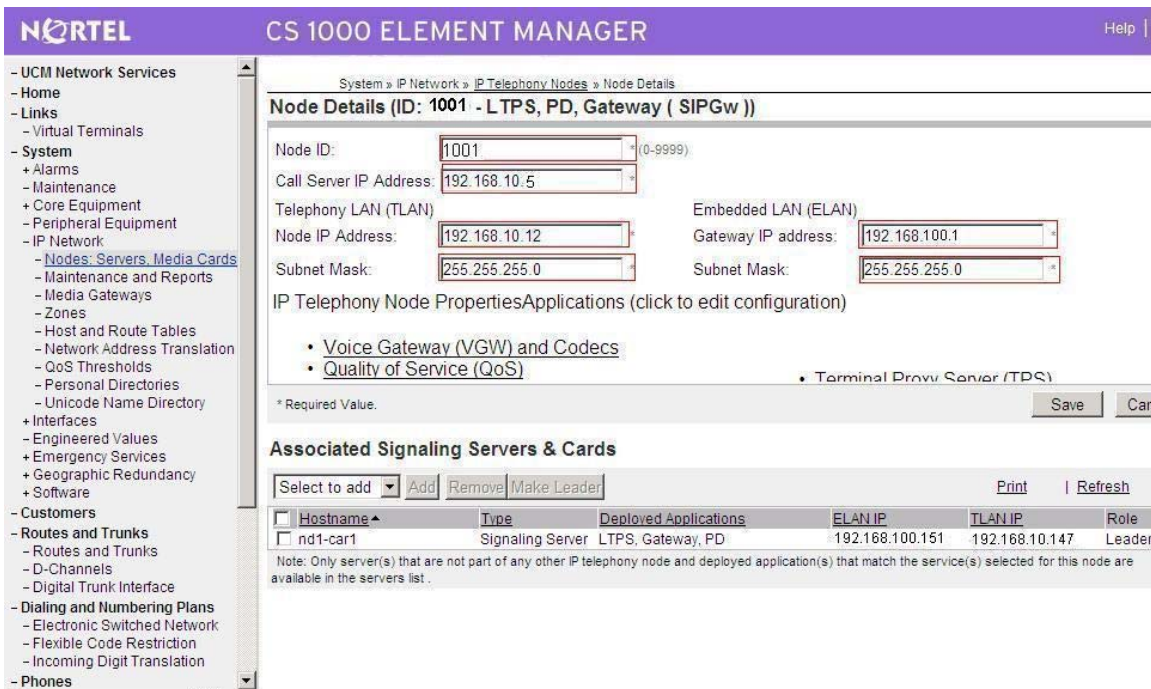 NORTEL
CS 1000 ELEMENT MANAGER
Help |
- UCM Network Services
- Home
- Links
- Virtual Terminals
- System
+ Alarms
- Maintenance
+ Core Equipment
- Peripheral Equipment
- IP Network
- Nodes: Servers, Media Cards
- Maintenance and Reports
- Media Gateways
- Zones
- Host and Route Tables
- Network Address Translation
- QoS Thresholds
- Personal Directories
- Unicode Name Directory
+ Interfaces
- Engineered Values
+ Emergency Services
+ Geographic Redundancy
+ Software
- Customers
- Routes and Trunks
- Routes and Trunks
- D-Channels
- Digital Trunk Interface
- Dialing and Numbering Plans
- Electronic Switched Network
- Flexible Code Restriction
- Incoming Digit Translation
- Phones
System » IP Network » IP Telephony Nodes » Node Details
Node Details (ID: 1001 - LTPS, PD, Gateway ( SIPGw ))
Node ID: 1001 * (0-9999)
Call Server IP Address: 192.168.10.5 *
Telephony LAN (TLAN) Embedded LAN (ELAN)
Node IP Address: 192.168.10.12 * Gateway IP address: 192.168.100.1 *
Subnet Mask: 255.255.255.0 * Subnet Mask: 255.255.255.0 *
IP Telephony Node PropertiesApplications (click to edit configuration)
• Voice Gateway (VGW) and Codecs
• Quality of Service (QoS)
• Terminal Proxy Server (TPS)
* Required Value. Save Can
Associated Signaling Servers & Cards
Select to add Add Remove Make Leader Print | Refresh
Hostname Type Deployed Applications ELAN IP TLAN IP Role
nd1-car1 Signaling Server LTPS, Gateway, PD 192.168.100.151 192.168.10.147 Leader
Note: Only server(s) that are not part of any other IP telephony node and deployed application(s) that match the service(s) selected for this node are
available in the servers list .